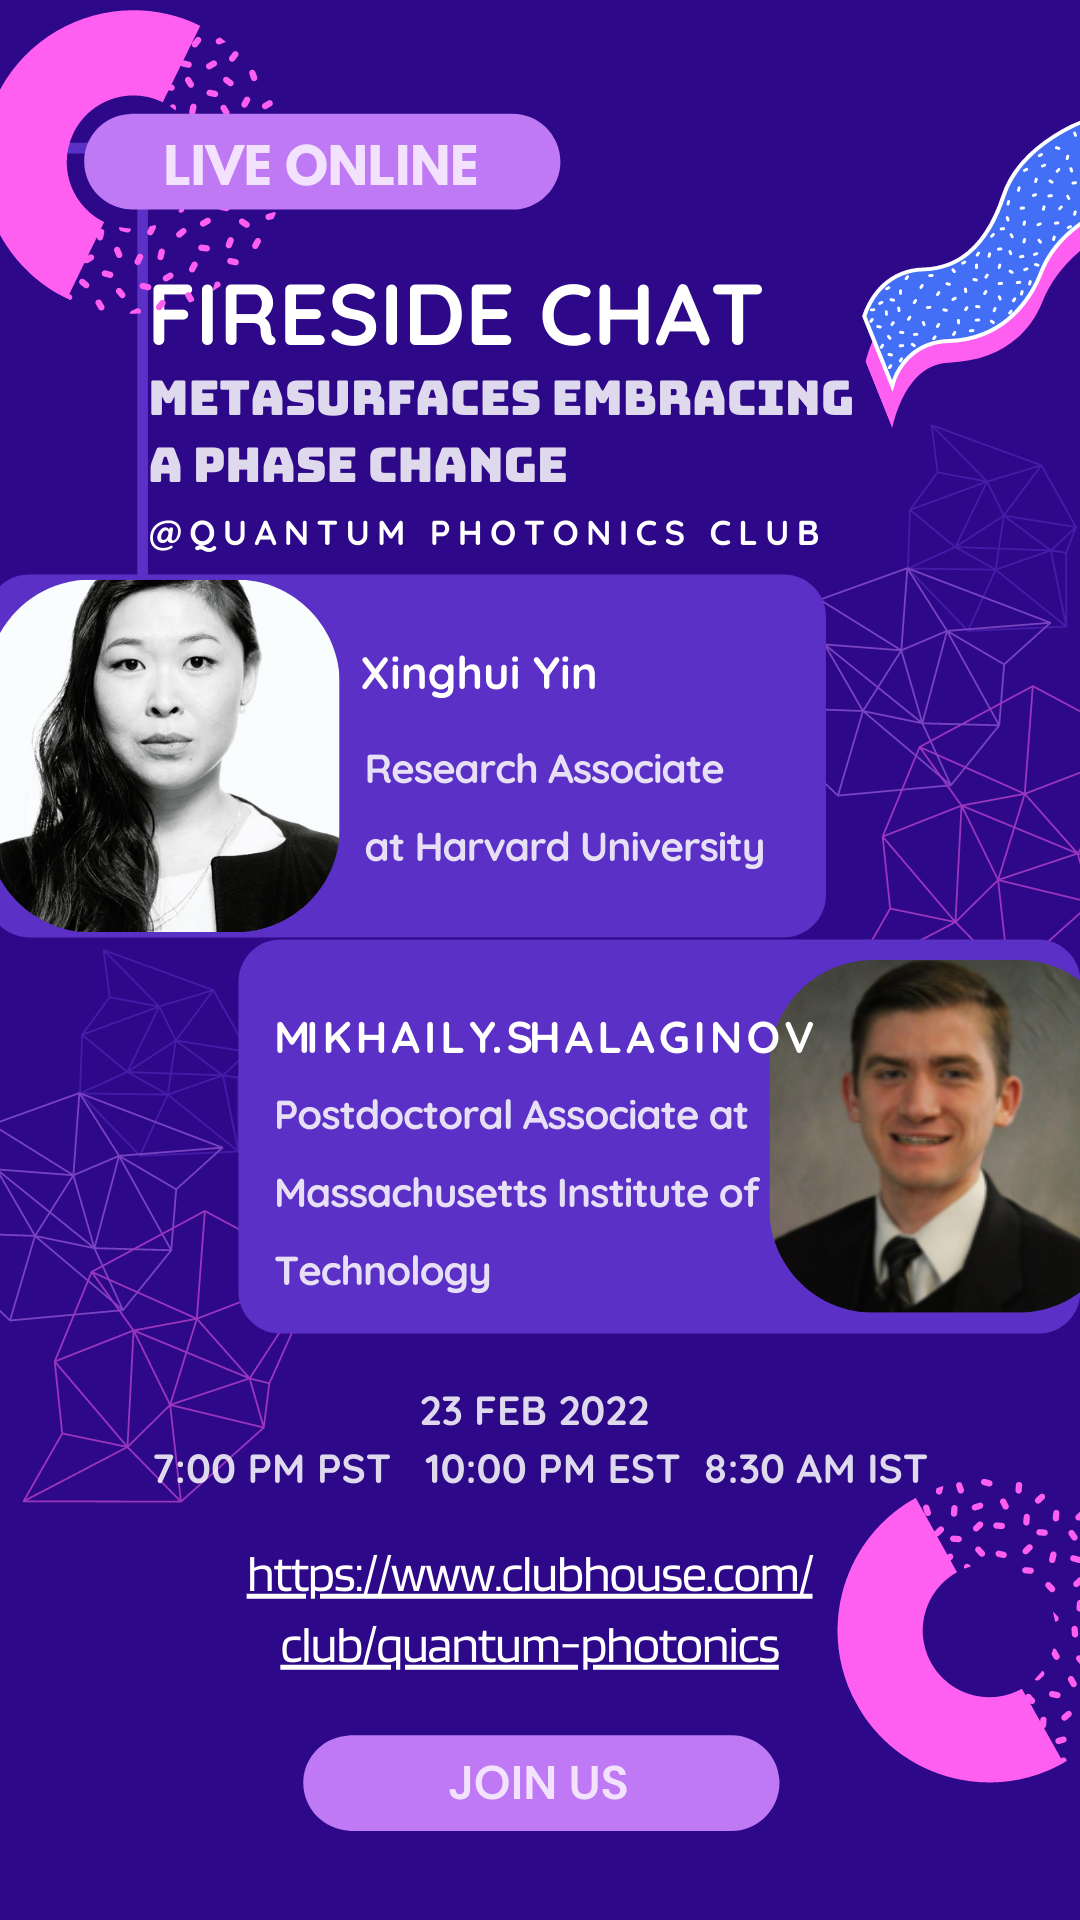 LIVE ONLINE
FIRESIDE CHAT
METASURFACES EMBRACING
A PHASE CHANGE
@QUANTUM PHOTONICS CLUB
Xinghui Yin
Research Associate
at Harvard University
MIKHAIL Y. SHALAGINOV
Postdoctoral Associate at
Massachusetts Institute of
Technology
23 FEB 2022
7:00 PM PST 10:00 PM EST 8:30 AM IST
https://www.clubhouse.com/
club/quantum-photonics
JOIN US